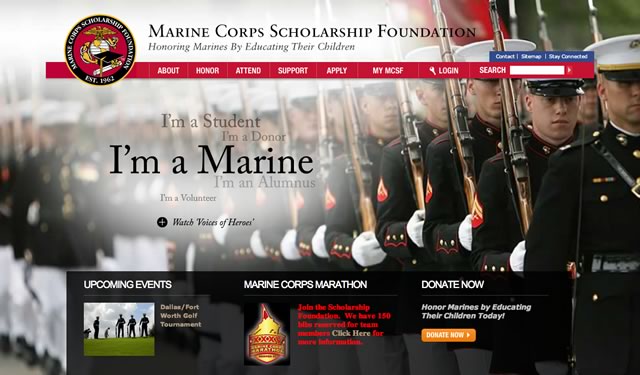 MARINE CORPS SCHOLARSHIP FOUNDATION
EST. 1962
MARINE CORPS SCHOLARSHIP FOUNDATION
Honoring Marines By Educating Their Children
Contact | Sitemap | Stay Connected
ABOUT HONOR ATTEND SUPPORT APPLY MY MCSF LOGIN SEARCH
I'm a Student
I'm a Donor
I'm a Marine
I'm an Alumnus
I'm a Volunteer
Watch 'Voices of Heroes'
UPCOMING EVENTS
Dallas/Fort
Worth Golf
Tournament
MARINE CORPS MARATHON
MARINE CORPS
MARATHON
Join the Scholarship
Foundation. We have 150
bibs reserved for team
members Click Here for
more information.
DONATE NOW
Honor Marines by Educating
Their Children Today!
DONATE NOW